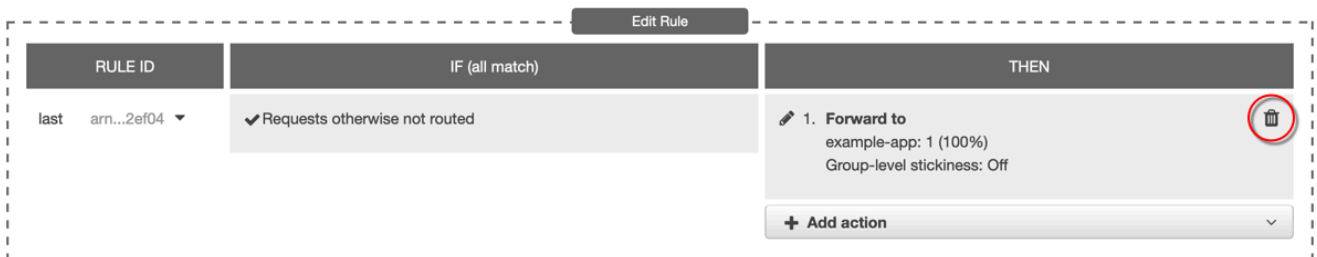 Edit Rule
RULE ID
IF (all match)
THEN
last arn...2ef04
Requests otherwise not routed
1. Forward to
example-app: 1 (100%)
Group-level stickiness: Off
Add action